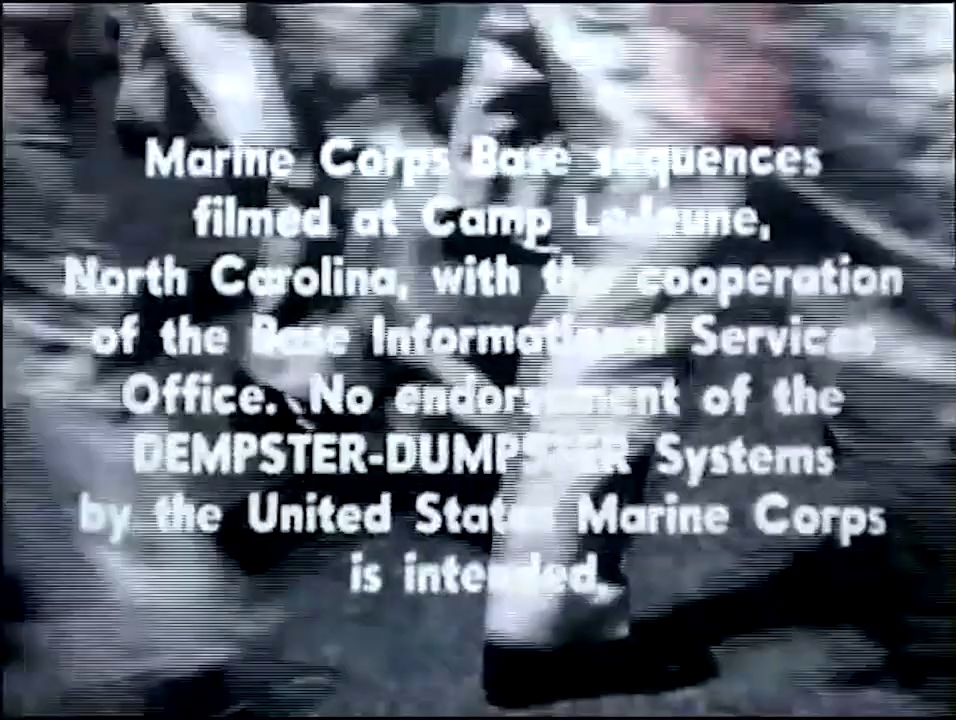 Marine Corps Base sequences
filmed at Camp LeJeune,
North Carolina, with the cooperation
of the Base Informational Services
Office. No endorsement of the
DEMPSTER-DUMPSTER Systems
by the United States Marine Corps
is intended.